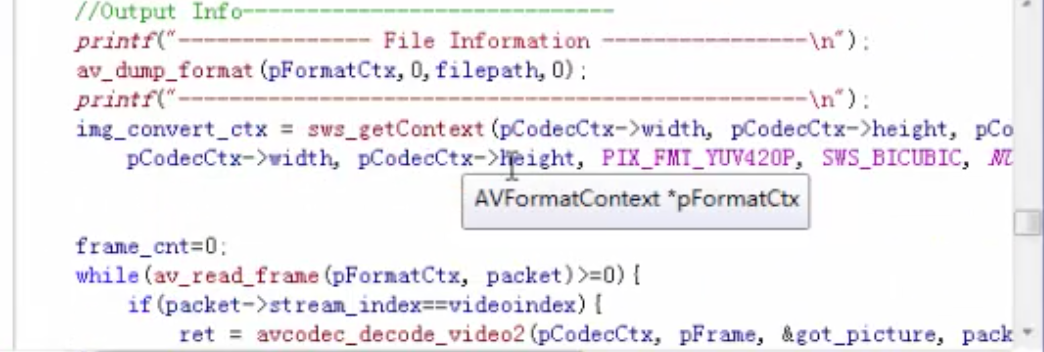 //Output Info--------------------------------
printf("---------------- File Information -----------------\n");
av_dump_format(pFormatCtx,0,filepath,0);
printf("-----------------------------------------------------\n");
img_convert_ctx = sws_getContext(pCodecCtx->width, pCodecCtx->height, pCo
pCodecCtx->width, pCodecCtx->height, PIX_FMT_YUV420P, SWS_BICUBIC, NU
AVFormatContext *pFormatCtx
frame_cnt=0;
while(av_read_frame(pFormatCtx, packet)>=0){
if(packet->stream_index==videoindex){
ret = avcodec_decode_video2(pCodecCtx, pFrame, &got_picture, pack